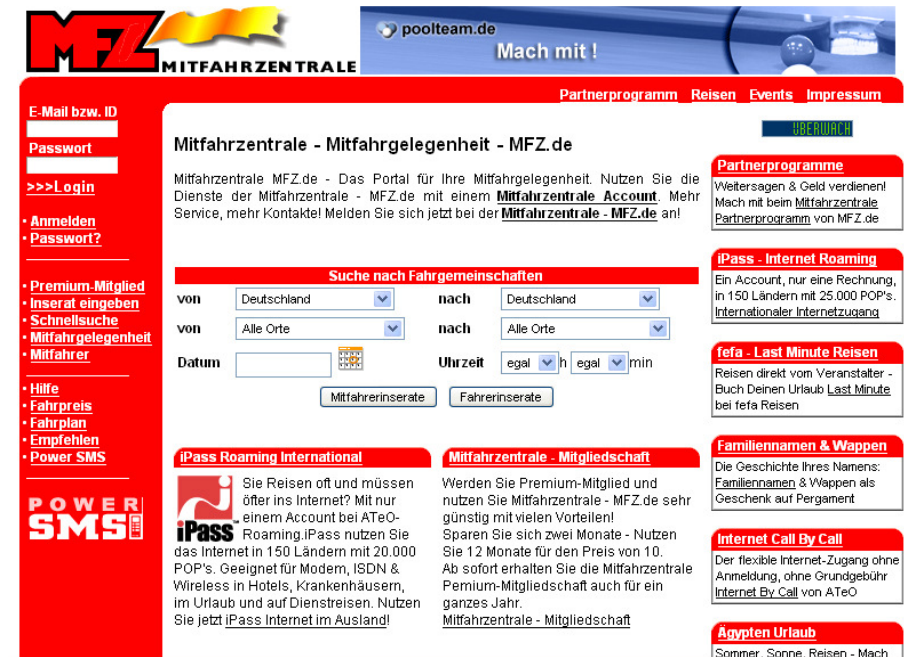 MFZ
MITFAHRZENTRALE
poolteam.de
Mach mit !
Partnerprogramm Reisen Events Impressum
E-Mail bzw. ID
Passwort
>>>Login
· Anmelden
· Passwort?
· Premium-Mitglied
· Inserat eingeben
· Schnellsuche
· Mitfahrgelegenheit
· Mitfahrer
· Hilfe
· Fahrpreis
· Fahrplan
· Empfehlen
· Power SMS
POWER
SMS
Mitfahrzentrale - Mitfahrgelegenheit - MFZ.de
Mitfahrzentrale MFZ.de - Das Portal für Ihre Mitfahrgelegenheit. Nutzen Sie die
Dienste der Mitfahrzentrale - MFZ.de mit einem Mitfahrzentrale Account. Mehr
Service, mehr Kontakte! Melden Sie sich jetzt bei der Mitfahrzentrale - MFZ.de an!
Suche nach Fahrgemeinschaften
von Deutschland nach Deutschland
von Alle Orte nach Alle Orte
Datum Uhrzeit egal h egal min
Mitfahrerinserate Fahrerinserate
iPass Roaming International
iPass
Sie Reisen oft und müssen
öfter ins Internet? Mit nur
einem Account bei ATeO-
Roaming.iPass nutzen Sie
das Internet in 150 Ländern mit 20.000
POP's. Geeignet für Modem, ISDN &
Wireless in Hotels, Krankenhäusern,
im Urlaub und auf Dienstreisen. Nutzen
Sie jetzt iPass Internet im Ausland!
Mitfahrzentrale - Mitgliedschaft
Werden Sie Premium-Mitglied und
nutzen Sie Mitfahrzentrale - MFZ.de sehr
günstig mit vielen Vorteilen!
Sparen Sie sich zwei Monate - Nutzen
Sie 12 Monate für den Preis von 10.
Ab sofort erhalten Sie die Mitfahrzentrale
Pemium-Mitgliedschaft auch für ein
ganzes Jahr.
Mitfahrzentrale - Mitgliedschaft
ÜBERWACH
Partnerprogramme
Weitersagen & Geld verdienen!
Mach mit beim Mitfahrzentrale
Partnerprogramm von MFZ.de
iPass - Internet Roaming
Ein Account, nur eine Rechnung,
in 150 Ländern mit 25.000 POP's.
Internationaler Internetzugang
fefa - Last Minute Reisen
Reisen direkt vom Veranstalter -
Buch Deinen Urlaub Last Minute
bei fefa Reisen
Familiennamen & Wappen
Die Geschichte Ihres Namens:
Familiennamen & Wappen als
Geschenk auf Pergament
Internet Call By Call
Der flexible Internet-Zugang ohne
Anmeldung, ohne Grundgebühr
Internet By Call von ATeO
Ägypten Urlaub
Sommer, Sonne, Reisen - Mach